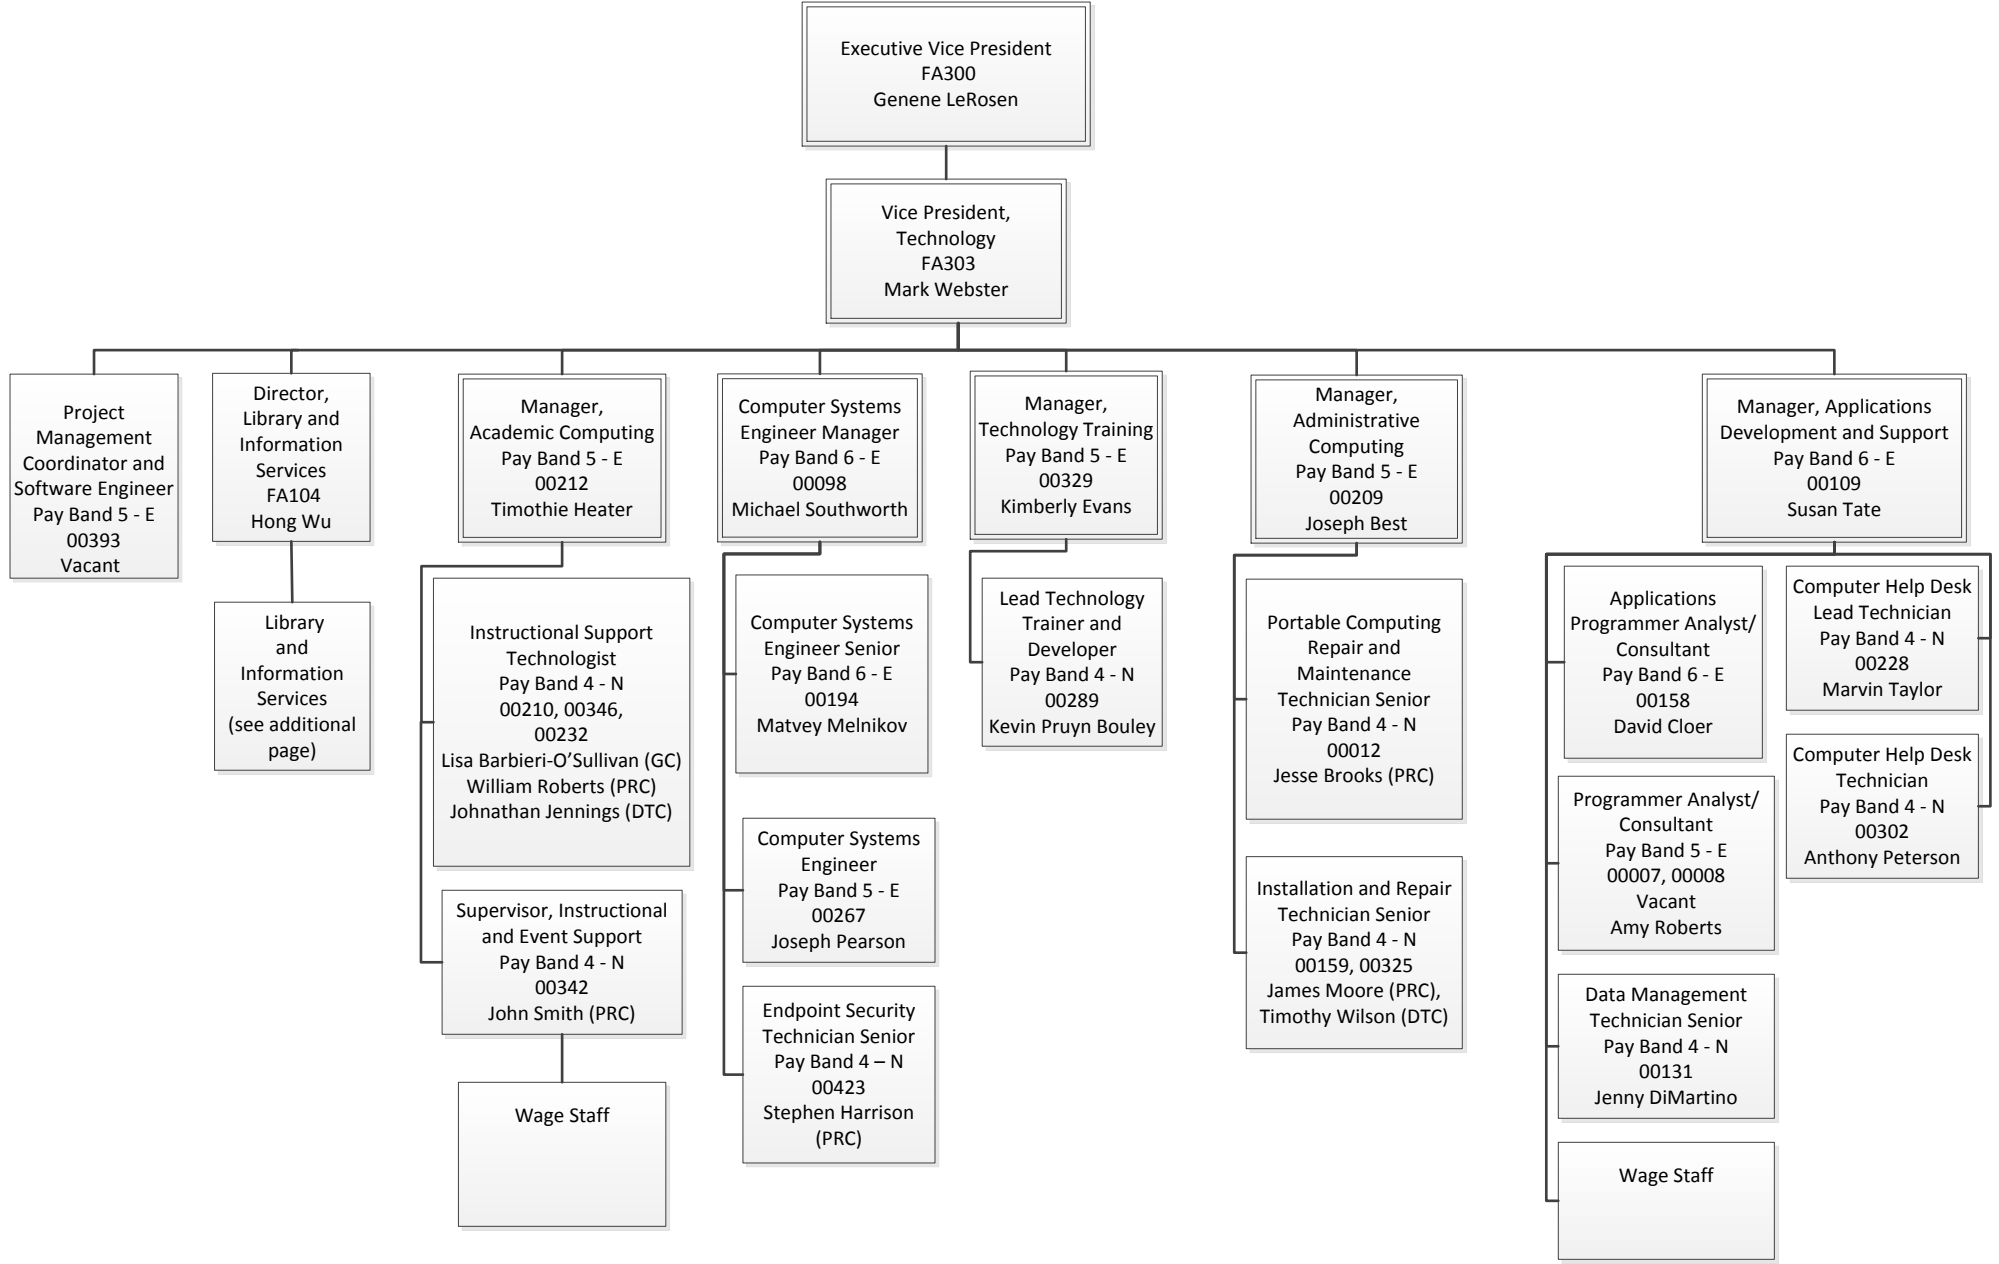 Executive Vice President
FA300
Genene LeRosen
Vice President,
Technology
FA303
Mark Webster
Project
Management
Coordinator and
Software Engineer
Pay Band 5 - E
00393
Vacant
Director,
Library and
Information
Services
FA104
Hong Wu
Library
and
Information
Services
(see additional
page)
Manager,
Academic Computing
Pay Band 5 - E
00212
Timothie Heater
Instructional Support
Technologist
Pay Band 4 - N
00210, 00346,
00232
Lisa Barbieri-O’Sullivan (GC)
William Roberts (PRC)
Johnathan Jennings (DTC)
Supervisor, Instructional
and Event Support
Pay Band 4 - N
00342
John Smith (PRC)
Wage Staff
Computer Systems
Engineer Manager
Pay Band 6 - E
00098
Michael Southworth
Computer Systems
Engineer Senior
Pay Band 6 - E
00194
Matvey Melnikov
Computer Systems
Engineer
Pay Band 5 - E
00267
Joseph Pearson
Endpoint Security
Technician Senior
Pay Band 4 – N
00423
Stephen Harrison
(PRC)
Manager,
Technology Training
Pay Band 5 - E
00329
Kimberly Evans
Lead Technology
Trainer and
Developer
Pay Band 4 - N
00289
Kevin Pruyn Bouley
Manager,
Administrative
Computing
Pay Band 5 - E
00209
Joseph Best
Portable Computing
Repair and
Maintenance
Technician Senior
Pay Band 4 - N
00012
Jesse Brooks (PRC)
Installation and Repair
Technician Senior
Pay Band 4 - N
00159, 00325
James Moore (PRC),
Timothy Wilson (DTC)
Manager, Applications
Development and Support
Pay Band 6 - E
00109
Susan Tate
Applications
Programmer Analyst/
Consultant
Pay Band 6 - E
00158
David Cloer
Programmer Analyst/
Consultant
Pay Band 5 - E
00007, 00008
Vacant
Amy Roberts
Data Management
Technician Senior
Pay Band 4 - N
00131
Jenny DiMartino
Wage Staff
Computer Help Desk
Lead Technician
Pay Band 4 - N
00228
Marvin Taylor
Computer Help Desk
Technician
Pay Band 4 - N
00302
Anthony Peterson